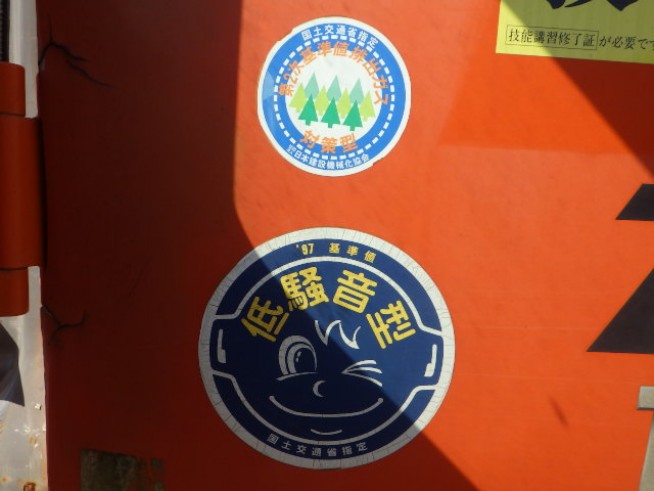 技能講習修了証が必要です
国土交通省指定
第2次基準値排出ガス
対策型
㈳日本建設機械化協会
'97 基準値
低騒音型
国土交通省指定